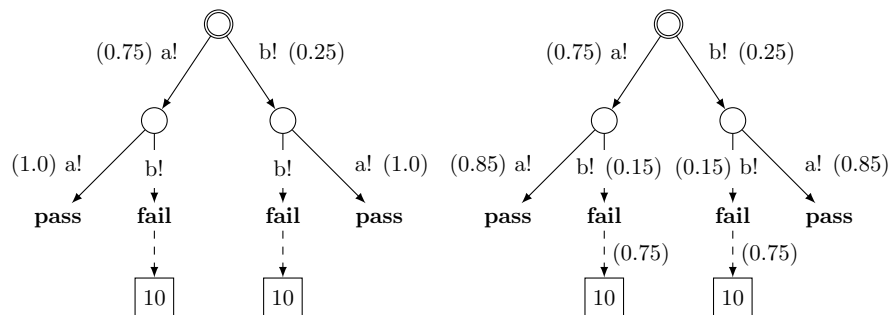 (0.75) a! b! (0.25) (0.75) a! b! (0.25)
(1.0) a! b! b! a! (1.0) (0.85) a! b! (0.15) (0.15) b! a! (0.85)
pass fail fail pass pass fail fail pass
(0.75) (0.75)
10 10 10 10